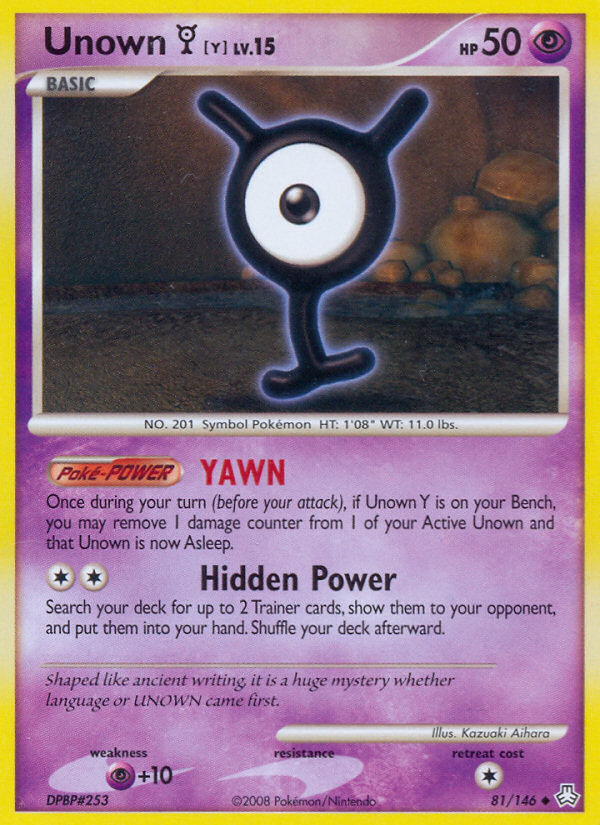 Unown Y [Y] LV.15 HP 50
BASIC
NO. 201 Symbol Pokémon HT: 1'08" WT: 11.0 lbs.
Poké-POWER YAWN
Once during your turn (before your attack), if Unown Y is on your Bench,
you may remove 1 damage counter from 1 of your Active Unown and
that Unown is now Asleep.
Hidden Power
Search your deck for up to 2 Trainer cards, show them to your opponent,
and put them into your hand. Shuffle your deck afterward.
Shaped like ancient writing, it is a huge mystery whether
language or UNOWN came first.
Illus. Kazuaki Aihara
weakness resistance retreat cost
+10
DPBP#253 ©2008 Pokémon/Nintendo 81/146